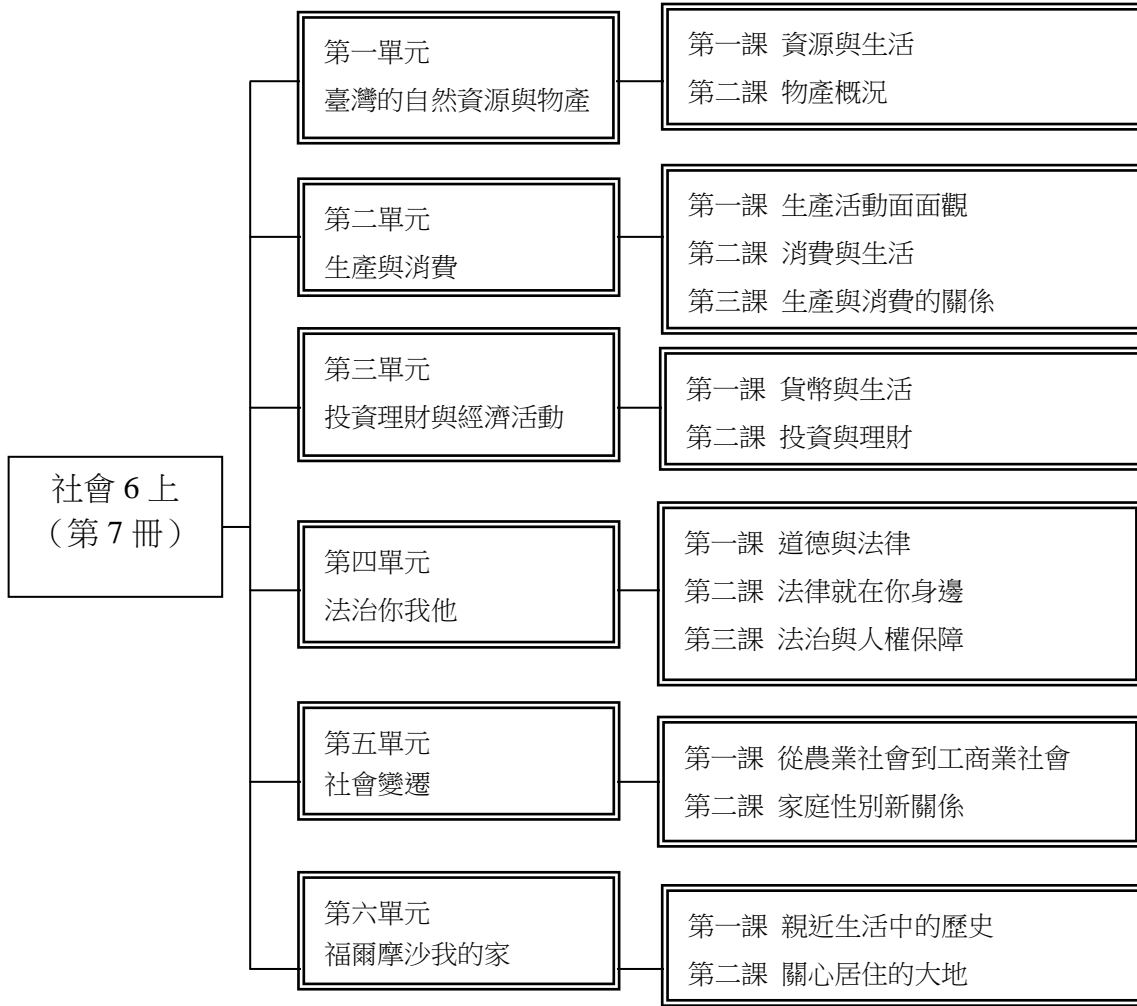 社會 6 上
（第 7 冊）
第一單元
臺灣的自然資源與物產
第一課 資源與生活
第二課 物產概況
第二單元
生產與消費
第一課 生產活動面面觀
第二課 消費與生活
第三課 生產與消費的關係
第三單元
投資理財與經濟活動
第一課 貨幣與生活
第二課 投資與理財
第四單元
法治你我他
第一課 道德與法律
第二課 法律就在你身邊
第三課 法治與人權保障
第五單元
社會變遷
第一課 從農業社會到工商業社會
第二課 家庭性別新關係
第六單元
福爾摩沙我的家
第一課 親近生活中的歷史
第二課 關心居住的大地